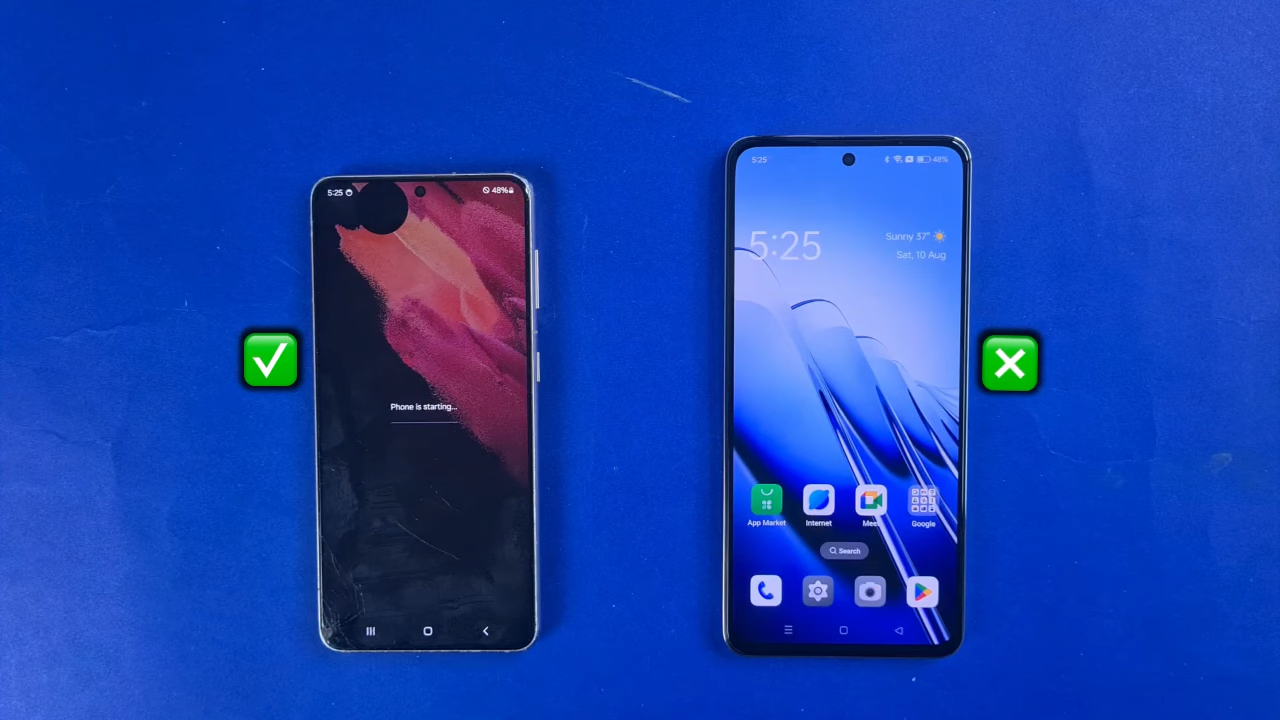 5:25
48%
Phone is starting...
5:25
48%
5:25
Sunny 37°
Sat, 10 Aug
App Market
Internet
Meet
Google
Search